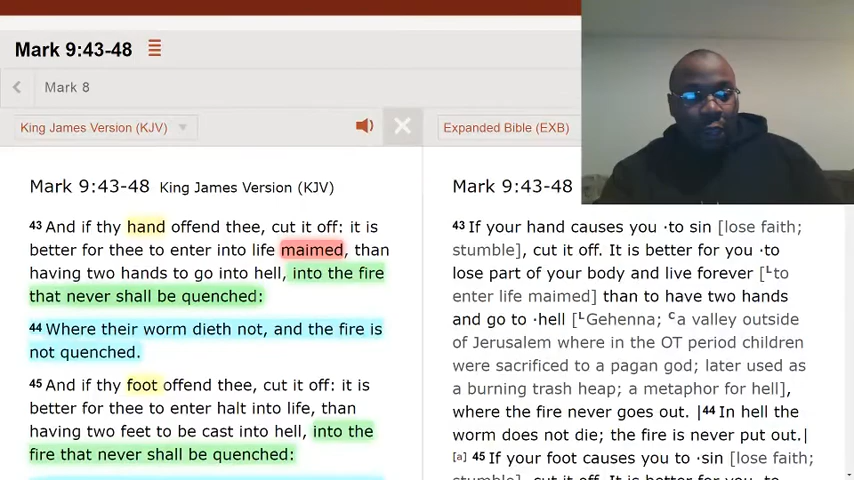 Mark 9:43-48
Mark 8
King James Version (KJV)
Expanded Bible (EXB)
Mark 9:43-48 King James Version (KJV)
43 And if thy hand offend thee, cut it off: it is
better for thee to enter into life maimed, than
having two hands to go into hell, into the fire
that never shall be quenched:
44 Where their worm dieth not, and the fire is
not quenched.
45 And if thy foot offend thee, cut it off: it is
better for thee to enter halt into life, than
having two feet to be cast into hell, into the
fire that never shall be quenched:
Mark 9:43-48
43 If your hand causes you ·to sin [lose faith;
stumble], cut it off. It is better for you ·to
lose part of your body and live forever [Lto
enter life maimed] than to have two hands
and go to ·hell [LGehenna; Ca valley outside
of Jerusalem where in the OT period children
were sacrificed to a pagan god; later used as
a burning trash heap; a metaphor for hell],
where the fire never goes out. |44 In hell the
worm does not die; the fire is never put out.|
[a] 45 If your foot causes you to ·sin [lose faith;
stumble], cut it off. It is better for you ·to